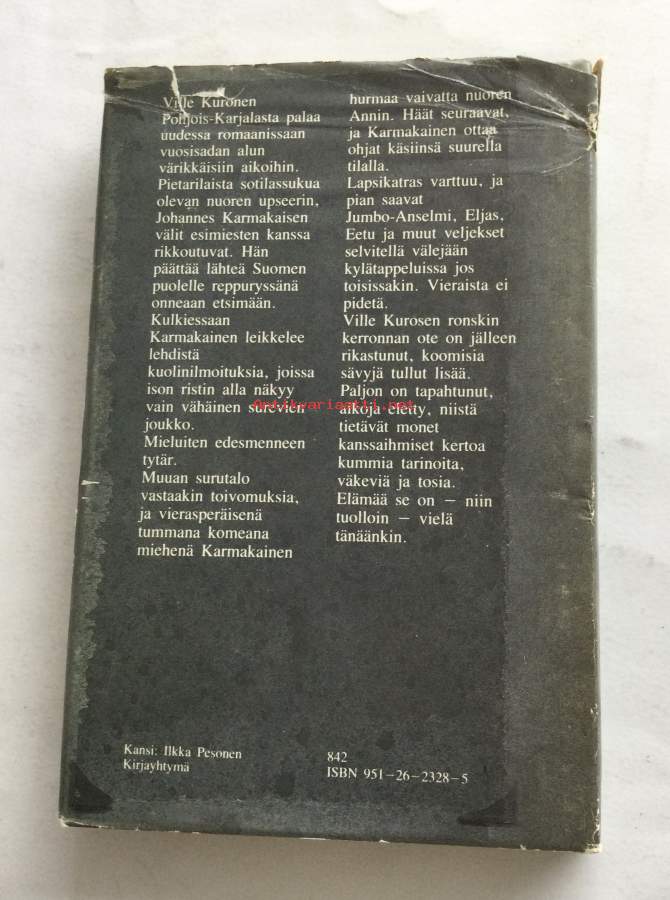 Ville Kuronen
Pohjois-Karjalasta palaa
uudessa romaanissaan
vuosisadan alun
värikkäisiin aikoihin.
Pietarilaista sotilassukua
olevan nuoren upseerin,
Johannes Karmakaisen
välit esimiesten kanssa
rikkoutuvat. Hän
päättää lähteä Suomen
puolelle reppuryssänä
onneaan etsimään.
Kulkiessaan
Karmakainen leikkelee
lehdistä
kuolinilmoituksia, joissa
ison ristin alla näkyy
vain vähäinen surevien
joukko.
Mieluiten edesmenneen
tytär.
Muuan surutalo
vastaakin toivomuksia,
ja vierasperäisenä
tummana komeana
miehenä Karmakainen
hurmaa vaivatta nuoren
Annin. Häät seuraavat,
ja Karmakainen ottaa
ohjat käsiinsä suurella
tilalla.
Lapsikatras varttuu, ja
pian saavat
Jumbo-Anselmi, Eljas,
Eetu ja muut veljekset
selvitellä välejään
kylätappeluissa jos
toisissakin. Vieraista ei
pidetä.
Ville Kurosen ronskin
kerronnan ote on jälleen
rikastunut, koomisia
sävyjä tullut lisää.
Paljon on tapahtunut,
aikoja eletty, niistä
tietävät monet
kanssaihmiset kertoa
kummia tarinoita,
väkeviä ja tosia.
Elämää se on – niin
tuolloin – vielä
tänäänkin.
Antikvariaatti.net
Kansi: Ilkka Pesonen
Kirjayhtymä
842
ISBN 951-26-2328-5